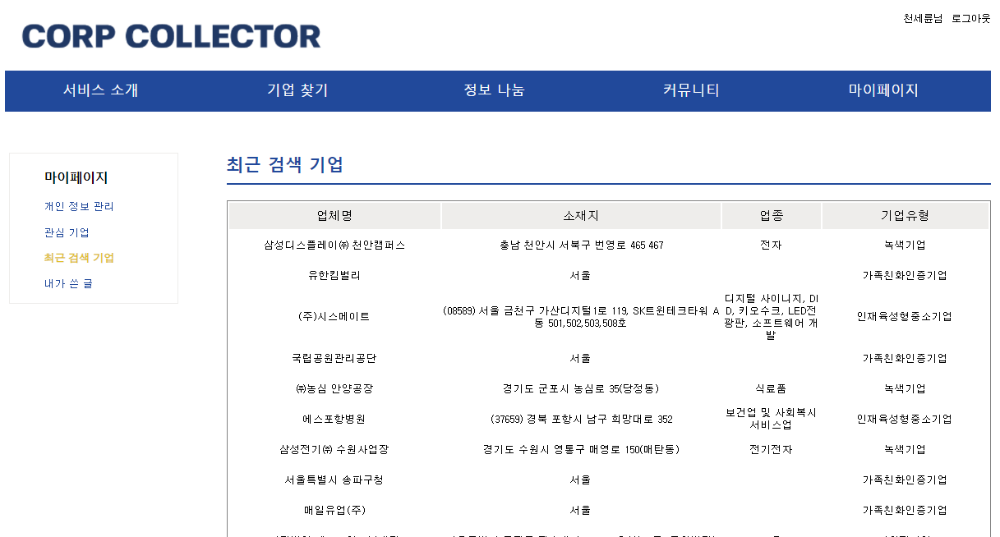 천세륜님 로그아웃
CORP COLLECTOR
서비스 소개 기업 찾기 정보 나눔 커뮤니티 마이페이지
마이페이지
개인 정보 관리
관심 기업
최근 검색 기업
내가 쓴 글
최근 검색 기업
업체명 소재지 업종 기업유형
삼성디스플레이㈜ 천안캠퍼스 충남 천안시 서북구 번영로 465 467 전자 녹색기업
유한킴벌리 서울 가족친화인증기업
(주)시스메이트
(08589) 서울 금천구 가산디지털1로 119, SK트윈테크타워 A
동 501,502,503,508호
디지털 사이니지, DI
D, 키오수크, LED전
광판, 소프트웨어 개
발
인재육성형중소기업
국립공원관리공단 서울 가족친화인증기업
㈜농심 안양공장 경기도 군포시 농심로 35(당정동) 식료품 녹색기업
에스포항병원 (37659) 경북 포항시 남구 희망대로 352
보건업 및 사회복시
서비스업
인재육성형중소기업
삼성전기㈜ 수원사업장 경기도 수원시 영통구 매영로 150(매탄동) 전기전자 녹색기업
서울특별시 송파구청 서울 가족친화인증기업
매일유업(주) 서울 가족친화인증기업